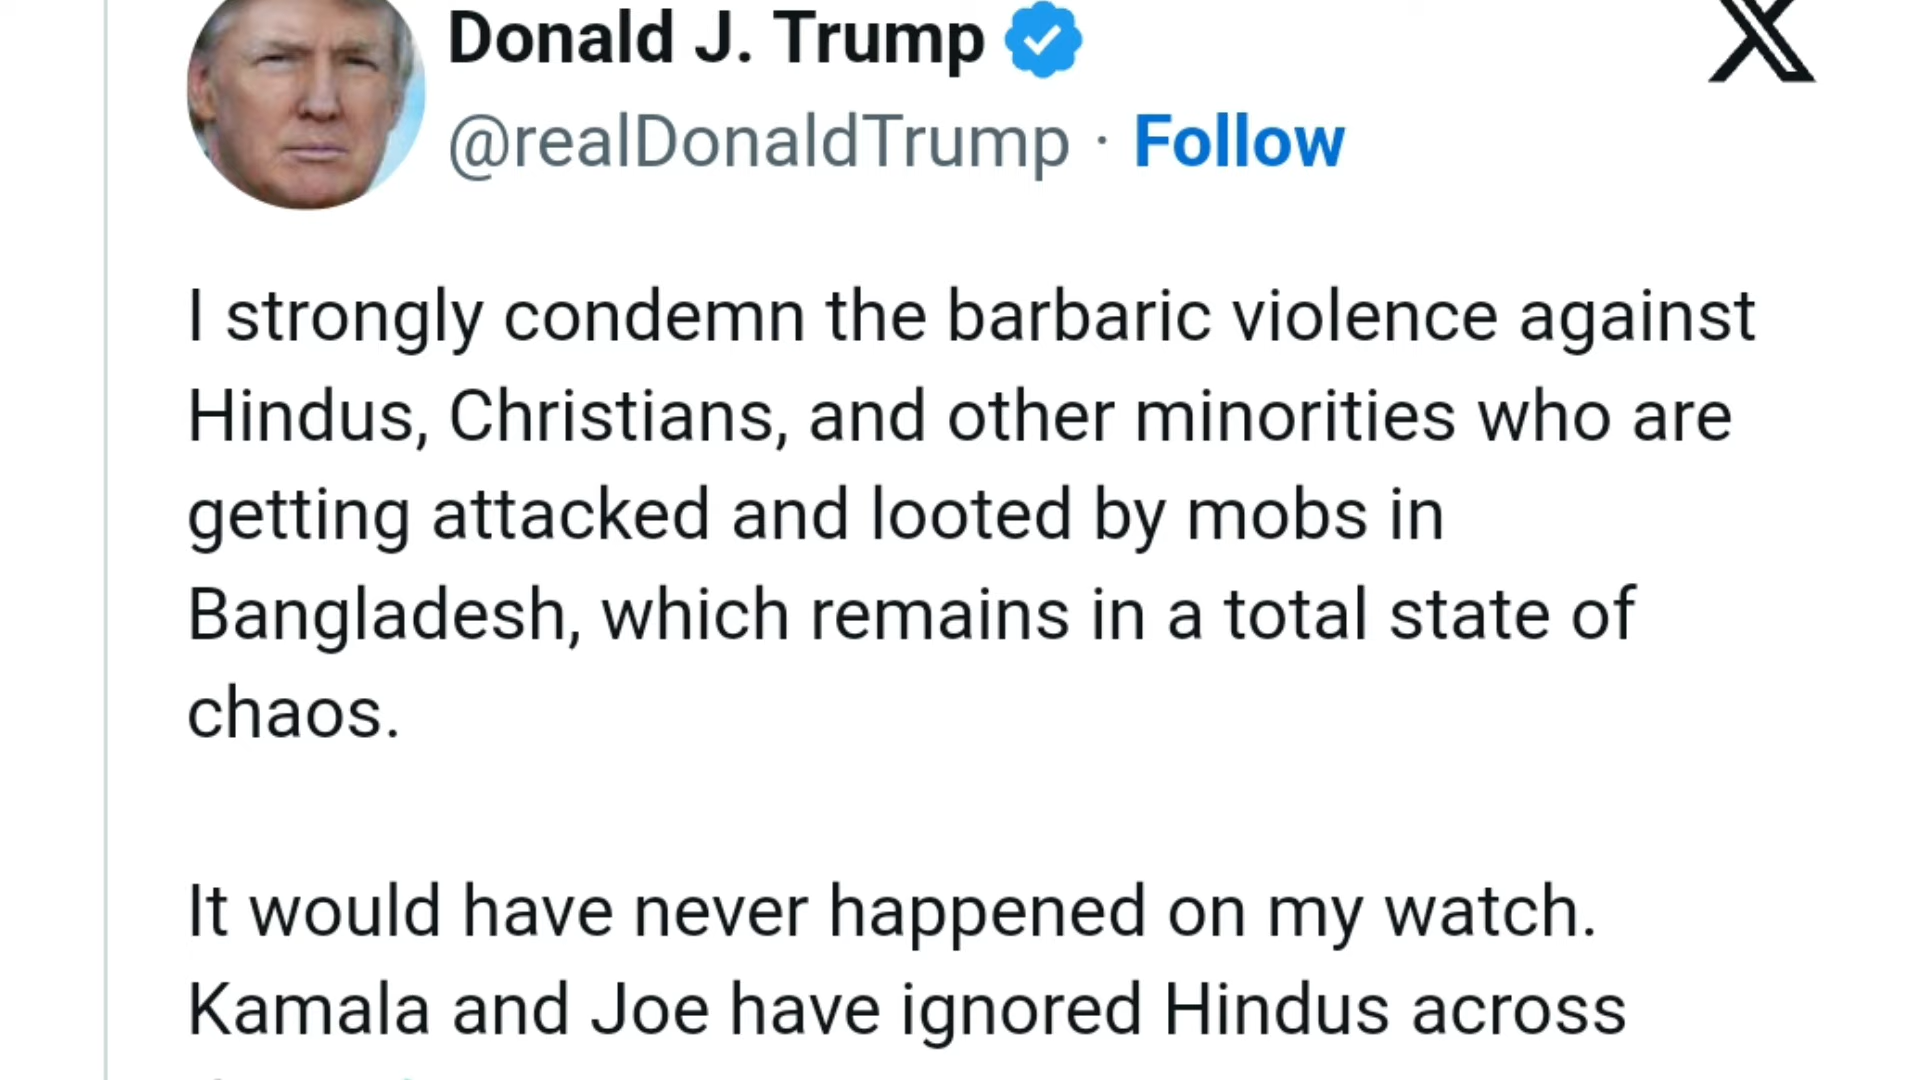 Donald J. Trump
@realDonaldTrump · Follow
I strongly condemn the barbaric violence against
Hindus, Christians, and other minorities who are
getting attacked and looted by mobs in
Bangladesh, which remains in a total state of
chaos.
It would have never happened on my watch.
Kamala and Joe have ignored Hindus across